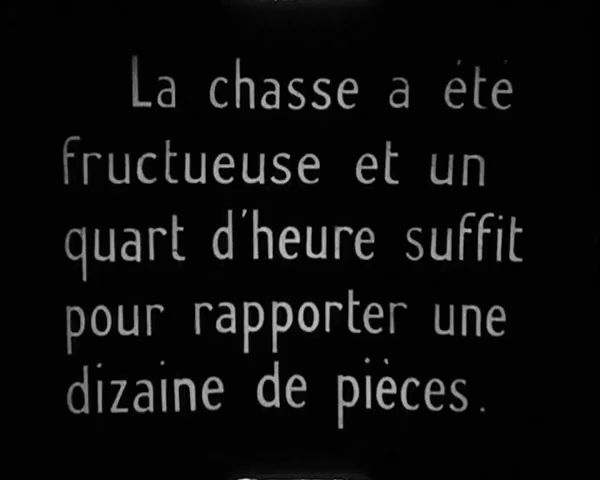 La chasse a été
fructueuse et un
quart d'heure suffit
pour rapporter une
dizaine de pièces.